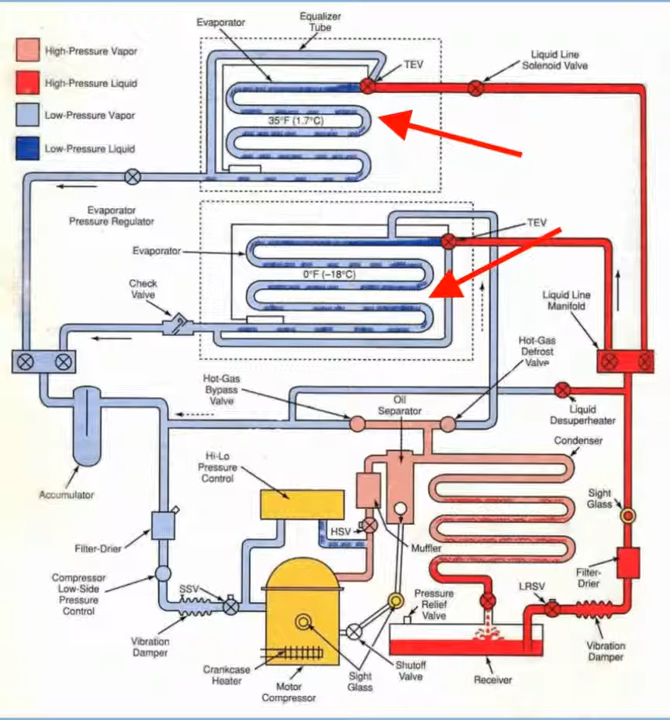 High-Pressure Vapor
High-Pressure Liquid
Low-Pressure Vapor
Low-Pressure Liquid
Evaporator
Equalizer
Tube
TEV
Liquid Line
Solenoid Valve
35°F (1.7°C)
Evaporator
Pressure Regulator
TEV
Evaporator
0°F (–18°C)
Check
Valve
Liquid Line
Manifold
Hot-Gas
Defrost
Valve
Hot-Gas
Bypass
Valve
Oil
Separator
Liquid
Desuperheater
Condenser
Accumulator
Hi-Lo
Pressure
Control
Sight
Glass
HSV
Muffler
Filter-Drier
Filter-
Drier
Compressor
Low-Side
Pressure
Control
SSV
Pressure
Relief
Valve
LRSV
Vibration
Damper
Vibration
Damper
Crankcase
Heater
Motor
Compressor
Sight
Glass
Shutoff
Valve
Receiver